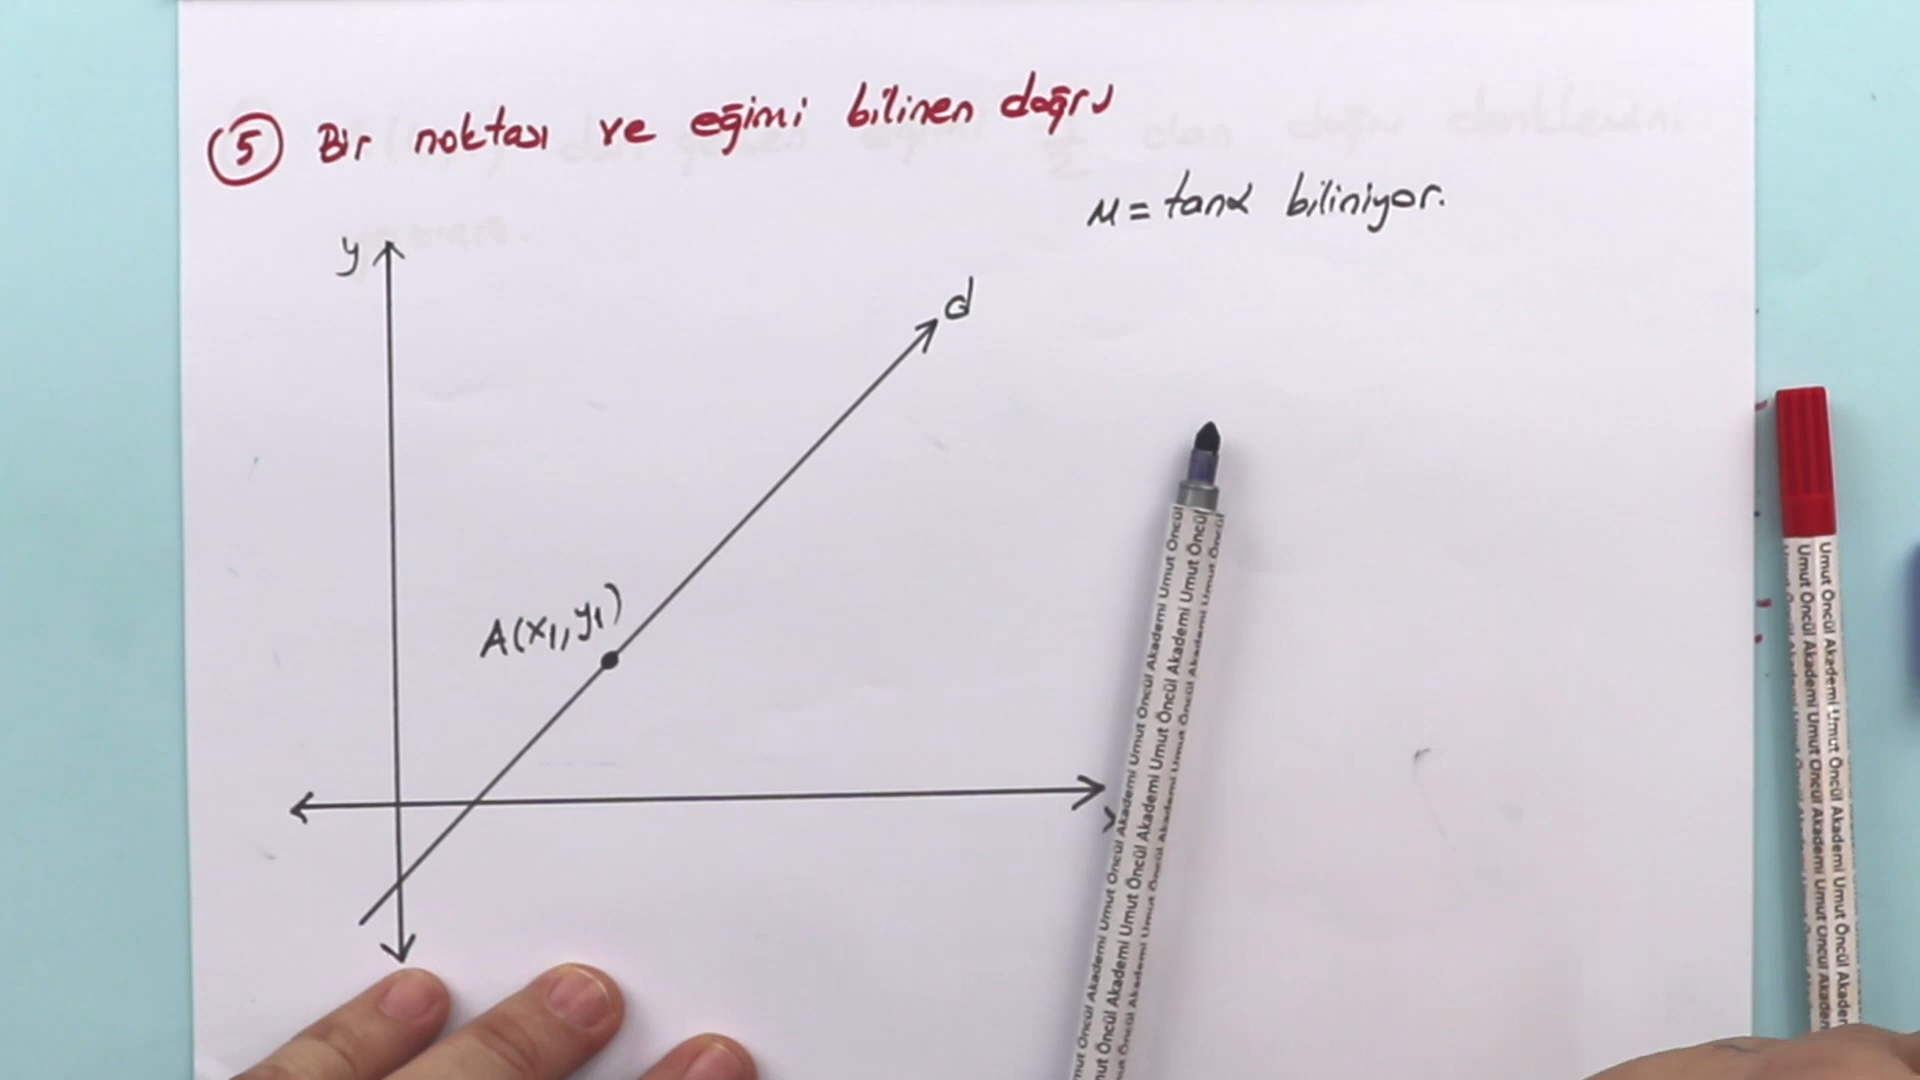 5 Bir noktası ve eğimi bilinen doğru
M = tanα biliniyor.
y
d
A(x₁, y₁)
Umut Öncül Akademi Umut Öncül Akademi Umut Öncül
Umut Öncül Akademi Umut Öncül Akademi Umut Öncül Akademi